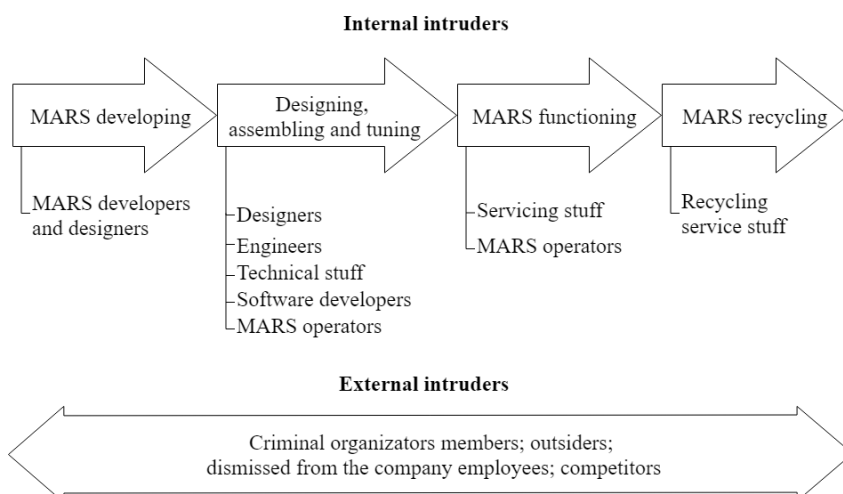 Internal intruders
MARS developing
Designing,
assembling and tuning
MARS functioning
MARS recycling
MARS developers
and designers
Designers
Engineers
Technical stuff
Software developers
MARS operators
Servicing stuff
MARS operators
Recycling
service stuff
External intruders
Criminal organizators members; outsiders;
dismissed from the company employees; competitors